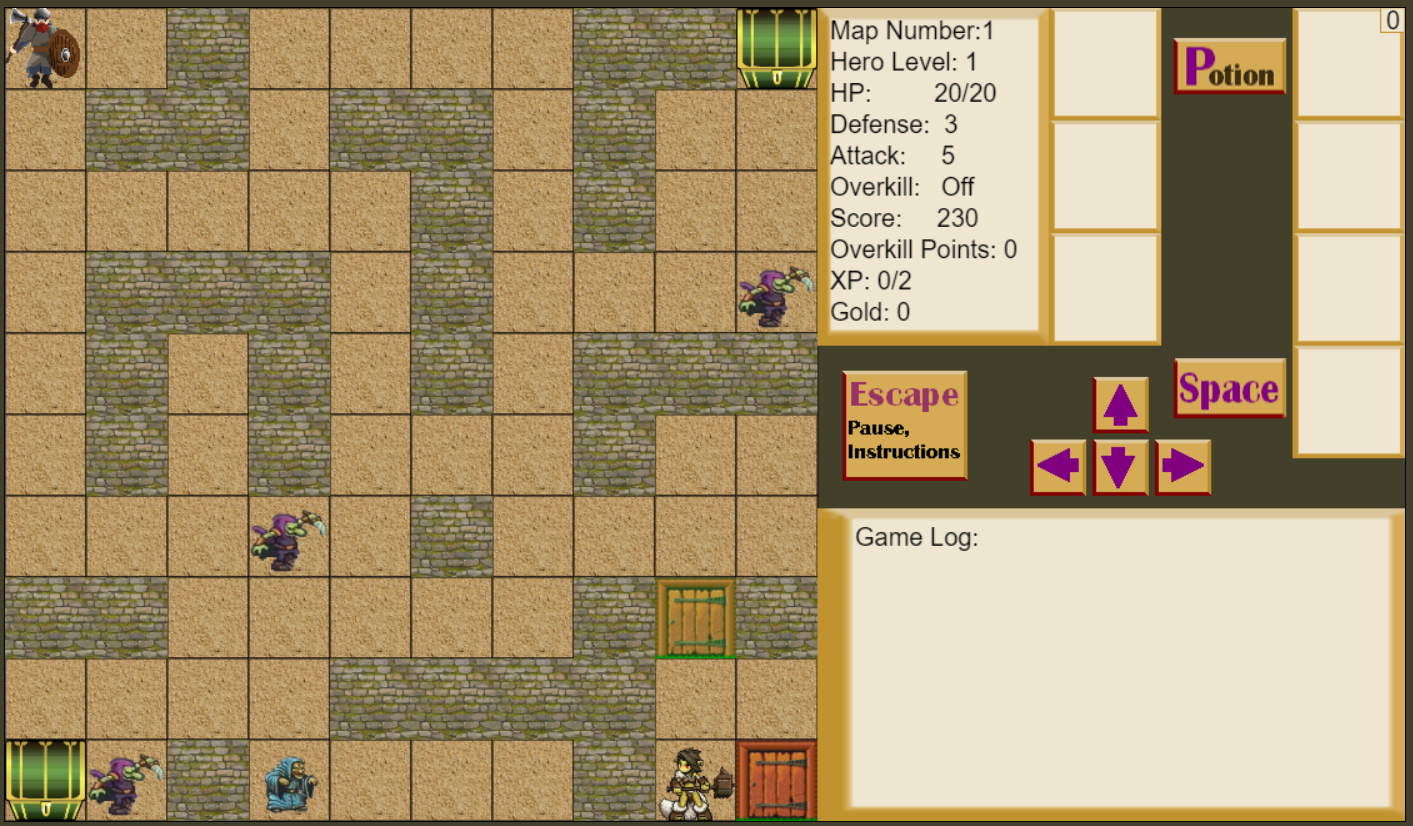 Map Number:1
Hero Level: 1
HP: 20/20
Defense: 3
Attack: 5
Overkill: Off
Score: 230
Overkill Points: 0
XP: 0/2
Gold: 0
Potion
0
Escape
Pause,
Instructions
Space
Game Log: